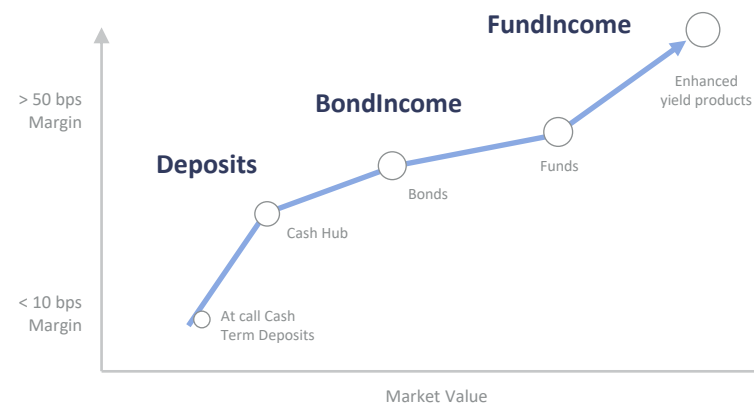 FundIncome
> 50 bps
Margin
Enhanced
yield products
BondIncome
Deposits
Funds
Bonds
Cash Hub
< 10 bps
Margin
At call Cash
Term Deposits
Market Value